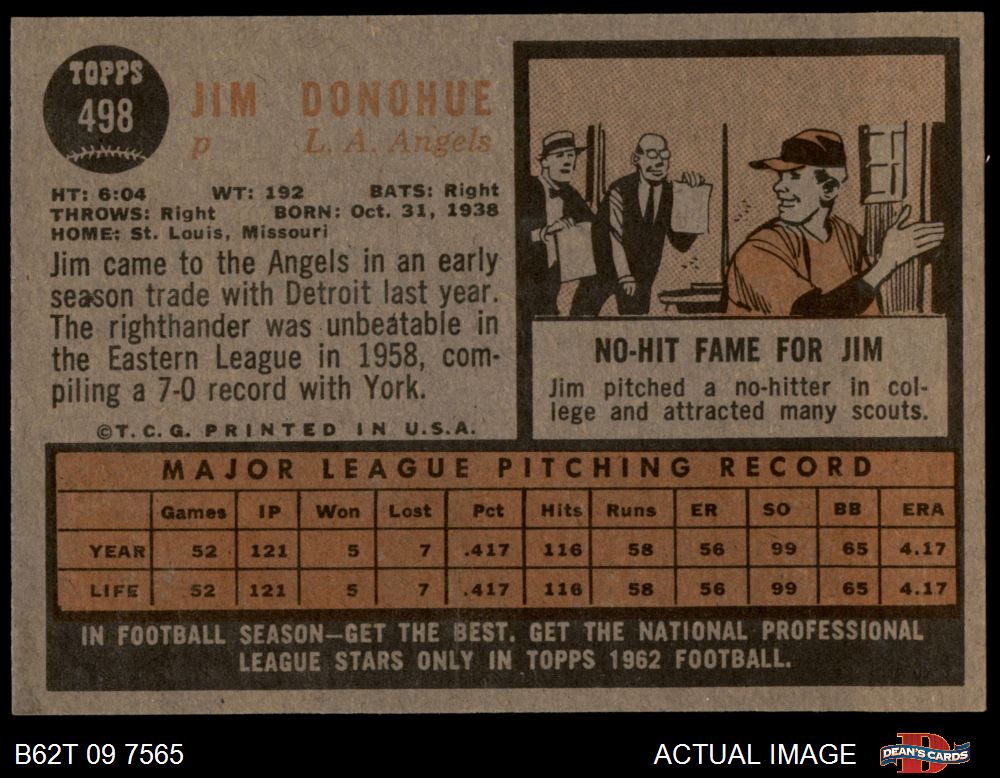 TOPPS
498
JIM DONOHUE
p L. A. Angels
HT: 6:04 WT: 192 BATS: Right
THROWS: Right BORN: Oct. 31, 1938
HOME: St. Louis, Missouri
Jim came to the Angels in an early
season trade with Detroit last year.
The righthander was unbeatable in
the Eastern League in 1958, com-
piling a 7-0 record with York.
©T. C. G. PRINTED IN U.S.A.
NO-HIT FAME FOR JIM
Jim pitched a no-hitter in col-
lege and attracted many scouts.
MAJOR LEAGUE PITCHING RECORD
Games IP Won Lost Pct Hits Runs ER SO BB ERA
YEAR 52 121 5 7 .417 116 58 56 99 65 4.17
LIFE 52 121 5 7 .417 116 58 56 99 65 4.17
IN FOOTBALL SEASON—GET THE BEST. GET THE NATIONAL PROFESSIONAL
LEAGUE STARS ONLY IN TOPPS 1962 FOOTBALL.
B62T 09 7565 ACTUAL IMAGE DEAN'S CARDS